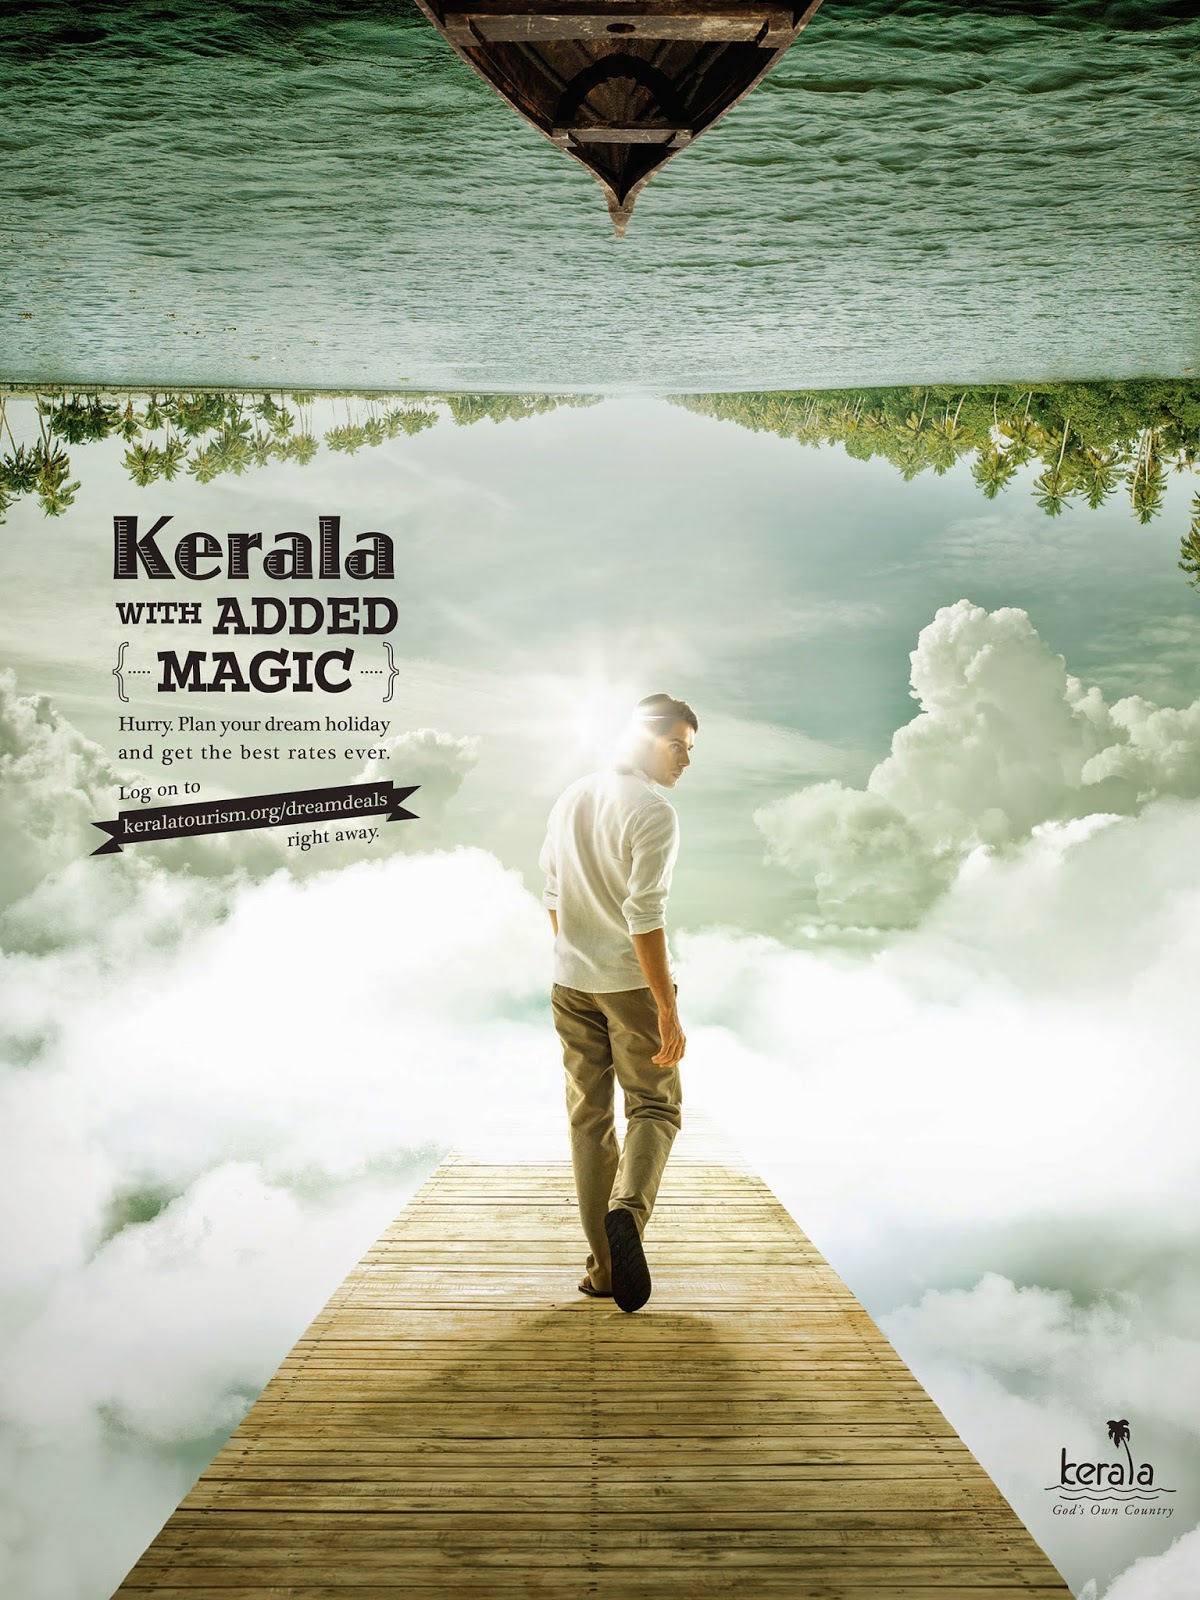 Kerala
WITH ADDED
MAGIC
Hurry. Plan your dream holiday
and get the best rates ever.
Log on to
keralatourism.org/dreamdeals
right away.
kerala
God's Own Country